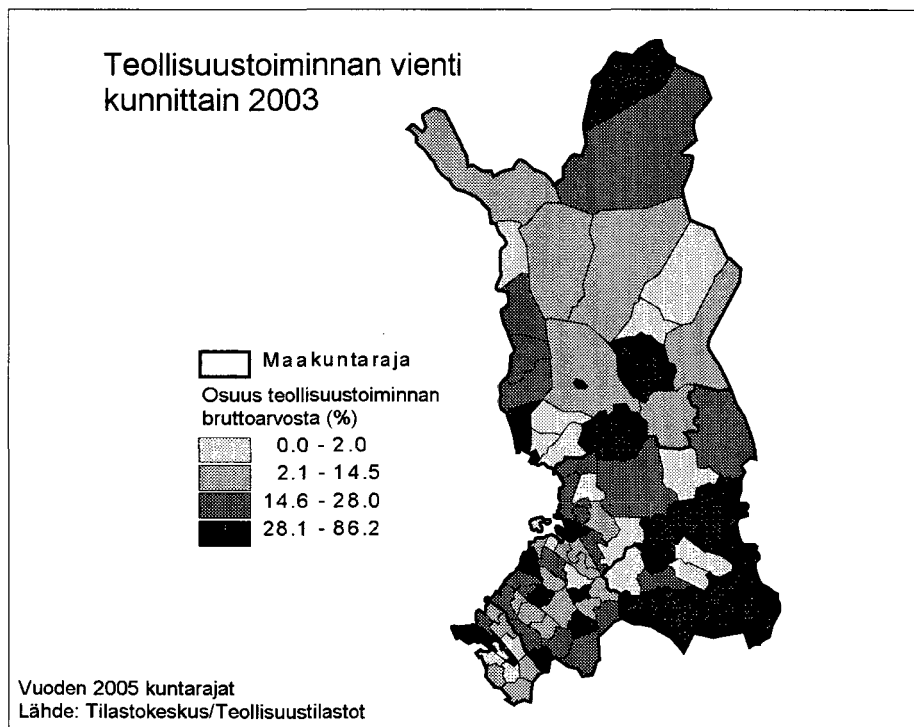 Teollisuustoiminnan vienti
kunnittain 2003
Maakuntaraja
Osuus teollisuustoiminnan
bruttoarvosta (%)
0.0 - 2.0
2.1 - 14.5
14.6 - 28.0
28.1 - 86.2
Vuoden 2005 kuntarajat
Lähde: Tilastokeskus/Teollisuustilastot